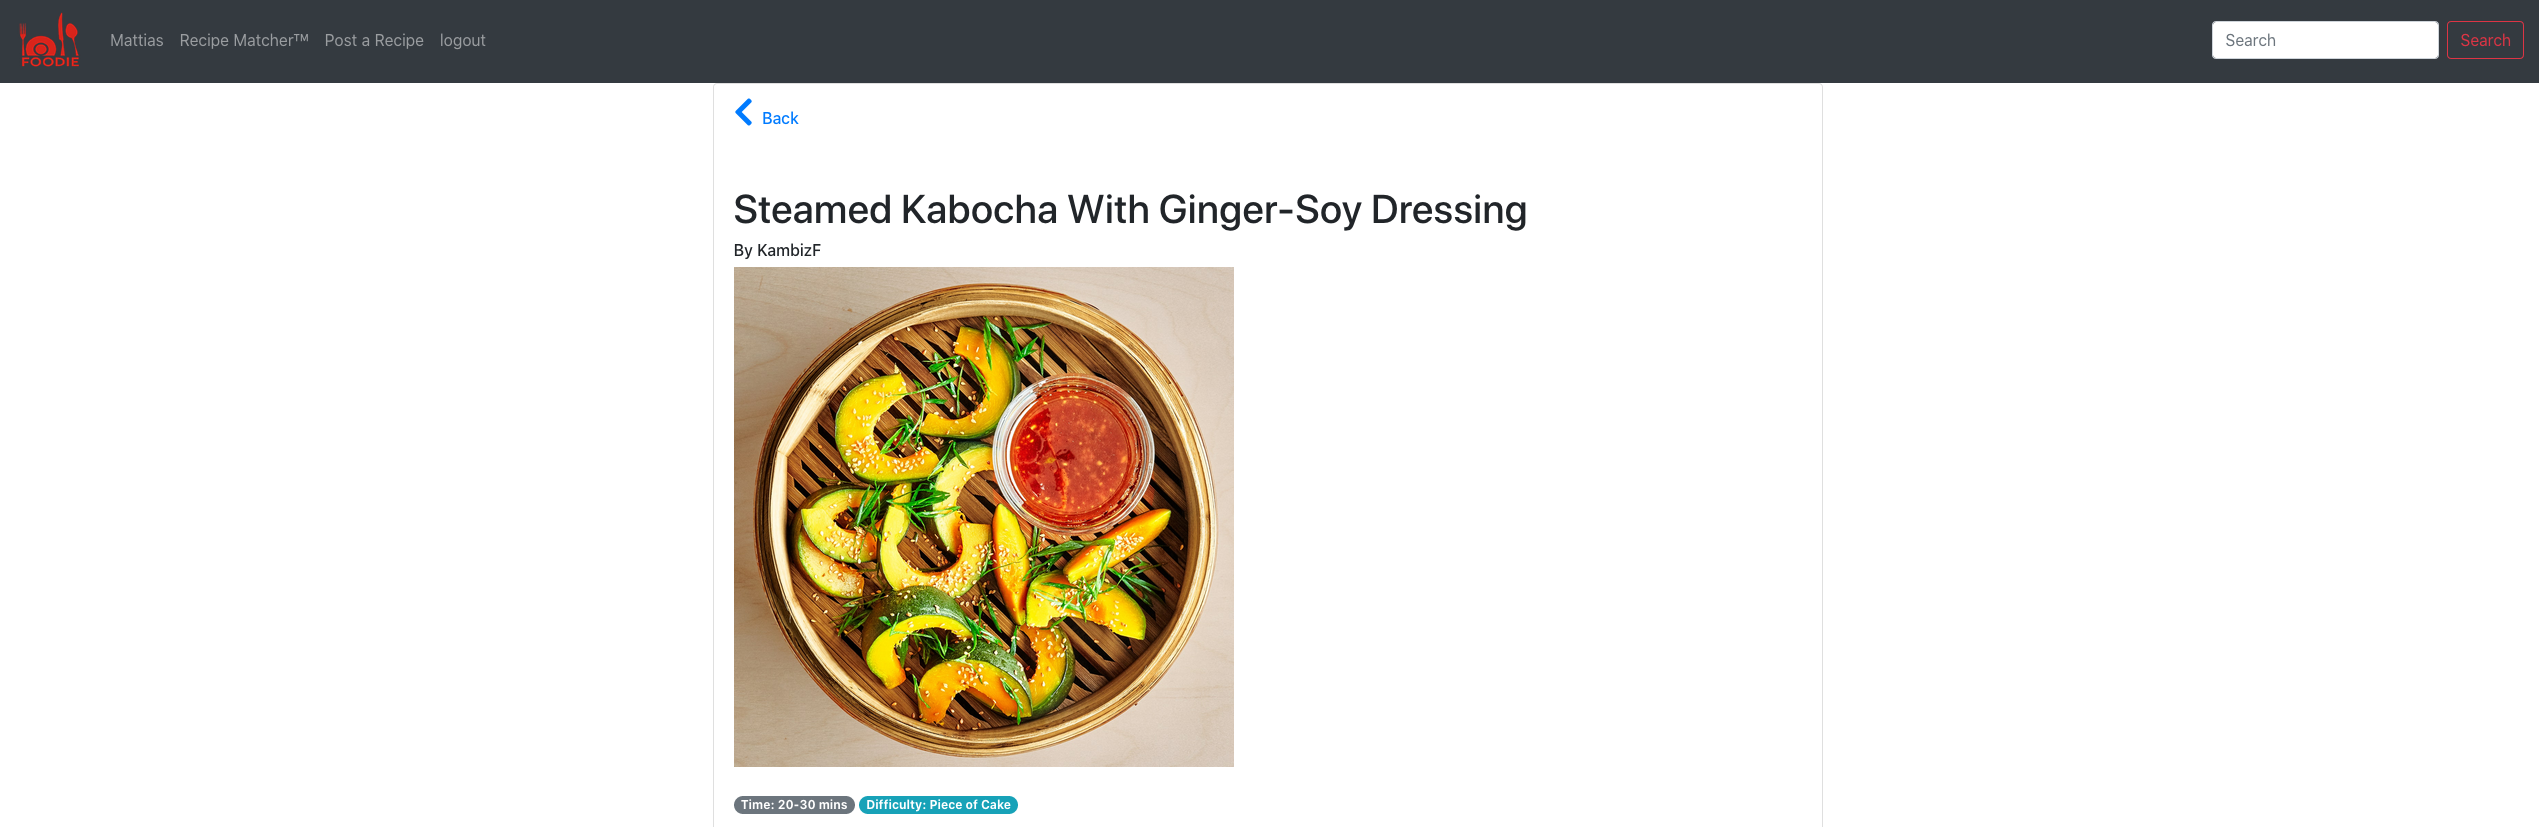 FOODIE
Mattias Recipe Matcher™ Post a Recipe logout Search Search
Back
Steamed Kabocha With Ginger-Soy Dressing
By KambizF
Time: 20-30 mins Difficulty: Piece of Cake